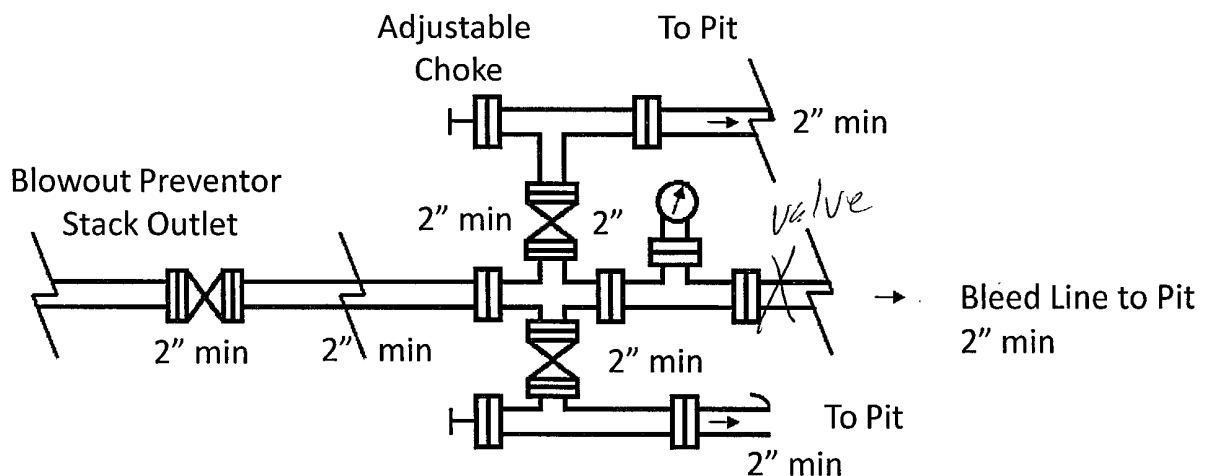 Adjustable
Choke
To Pit
2” min
Blowout Preventor
Stack Outlet
2” min
2”
valve
Bleed Line to Pit
2” min
2” min
2” min
2” min
To Pit
2” min